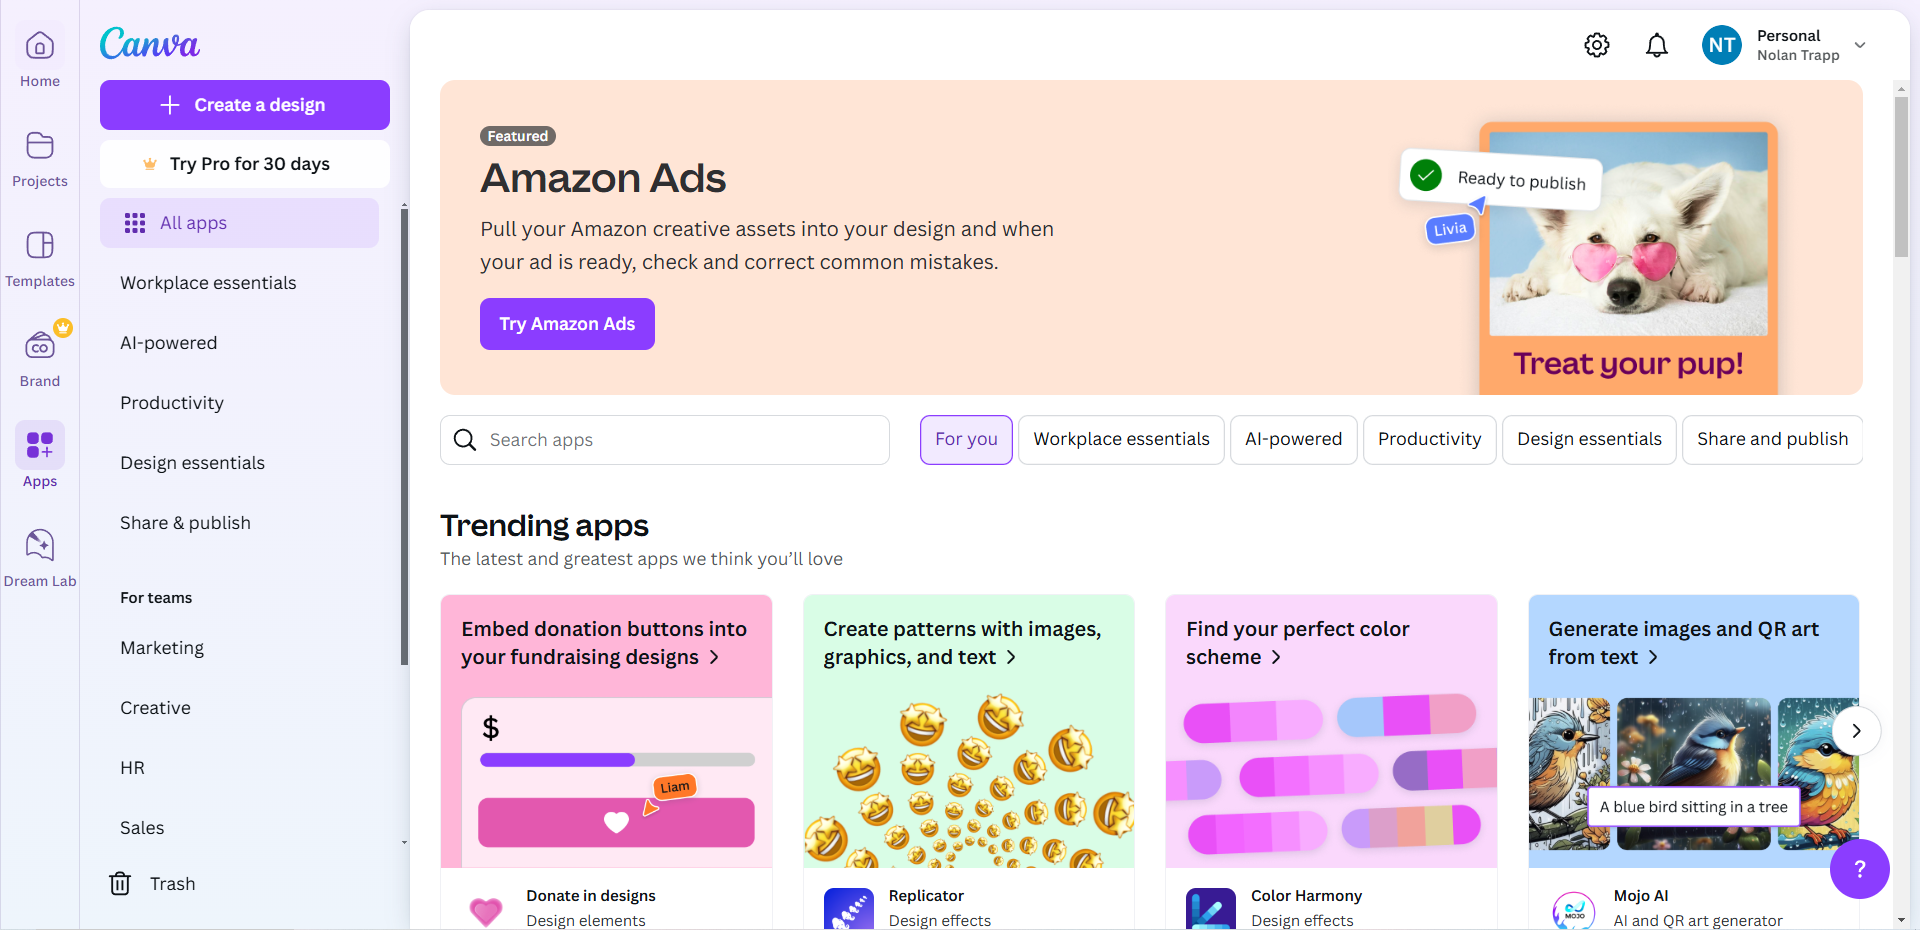 Home
Projects
Templates
CO
Brand
Apps
Dream Lab
Canva
Create a design
Try Pro for 30 days
All apps
Workplace essentials
AI-powered
Productivity
Design essentials
Share & publish
For teams
Marketing
Creative
HR
Sales
Trash
NT
Personal
Nolan Trapp
Featured
Amazon Ads
Pull your Amazon creative assets into your design and when
your ad is ready, check and correct common mistakes.
Try Amazon Ads
Ready to publish
Livia
Treat your pup!
Search apps
For you
Workplace essentials
AI-powered
Productivity
Design essentials
Share and publish
Trending apps
The latest and greatest apps we think you’ll love
Embed donation buttons into
your fundraising designs
$
Liam
Donate in designs
Design elements
Create patterns with images,
graphics, and text
Replicator
Design effects
Find your perfect color
scheme
Color Harmony
Design effects
Generate images and QR art
from text
A blue bird sitting in a tree
MOJO
Mojo AI
AI and QR art generator
?